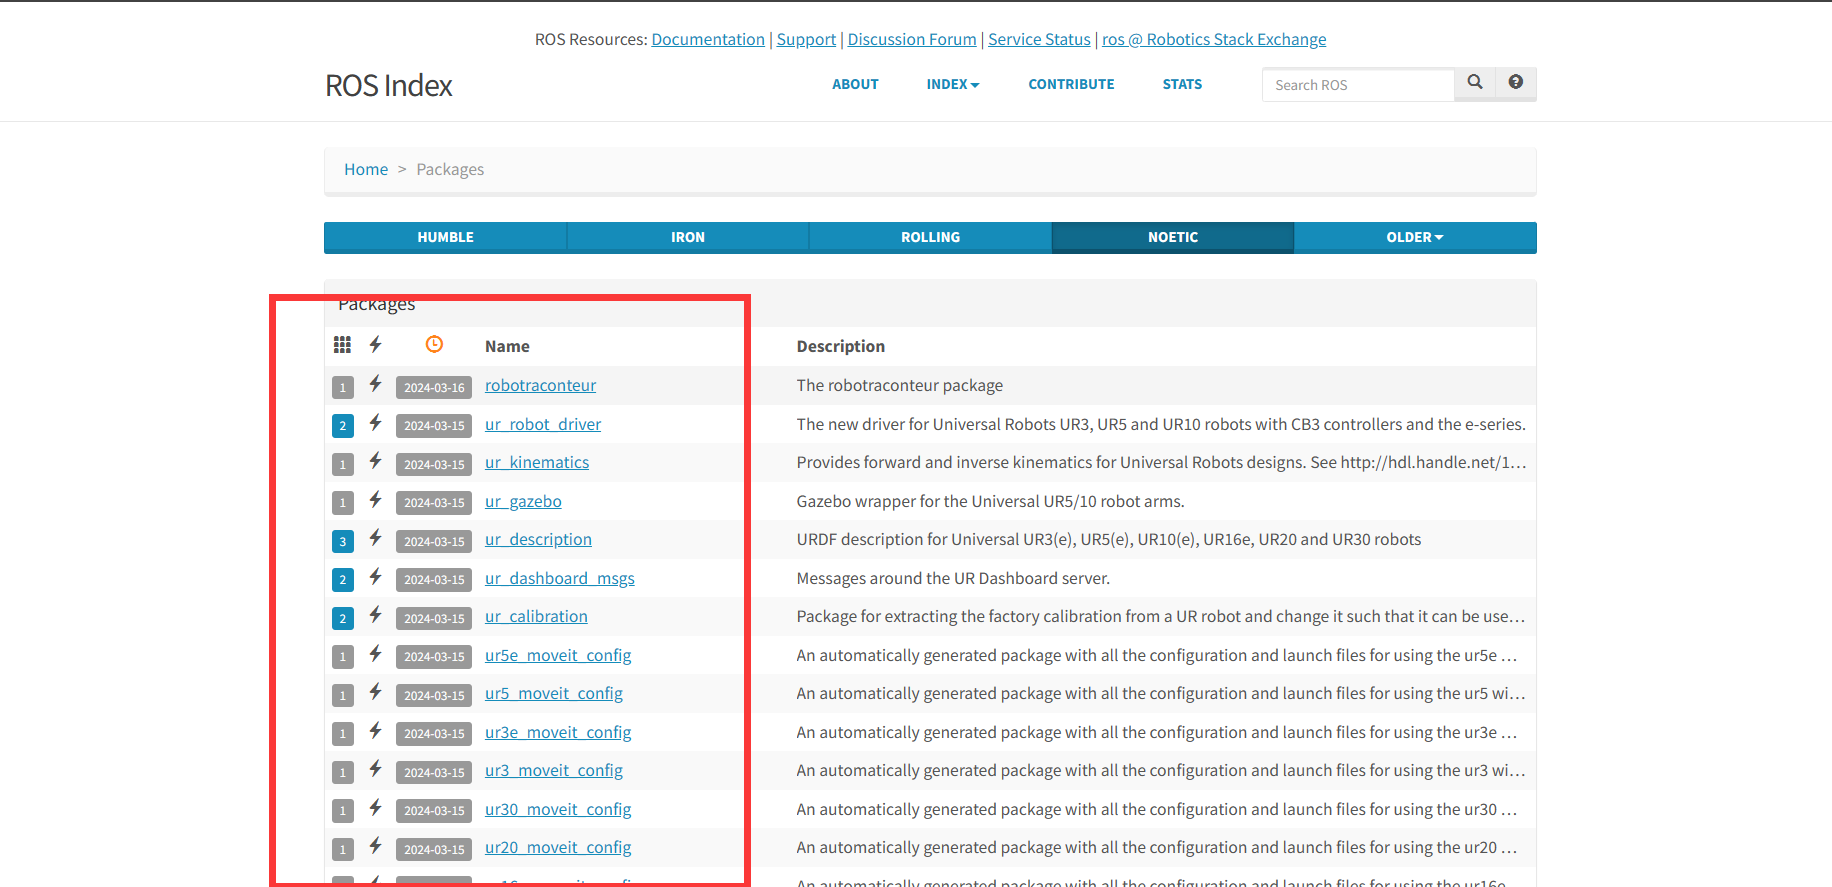 ROS Resources: Documentation | Support | Discussion Forum | Service Status | ros @ Robotics Stack Exchange
ROS Index
ABOUT INDEX CONTRIBUTE STATS Search ROS
Home > Packages
HUMBLE IRON ROLLING NOETIC OLDER
Packages
Name Description
1 2024-03-16 robotraconteur The robotraconteur package
2 2024-03-15 ur_robot_driver The new driver for Universal Robots UR3, UR5 and UR10 robots with CB3 controllers and the e-series.
1 2024-03-15 ur_kinematics Provides forward and inverse kinematics for Universal Robots designs. See http://hdl.handle.net/1…
1 2024-03-15 ur_gazebo Gazebo wrapper for the Universal UR5/10 robot arms.
3 2024-03-15 ur_description URDF description for Universal UR3(e), UR5(e), UR10(e), UR16e, UR20 and UR30 robots
2 2024-03-15 ur_dashboard_msgs Messages around the UR Dashboard server.
2 2024-03-15 ur_calibration Package for extracting the factory calibration from a UR robot and change it such that it can be use…
1 2024-03-15 ur5e_moveit_config An automatically generated package with all the configuration and launch files for using the ur5e …
1 2024-03-15 ur5_moveit_config An automatically generated package with all the configuration and launch files for using the ur5 wi…
1 2024-03-15 ur3e_moveit_config An automatically generated package with all the configuration and launch files for using the ur3e …
1 2024-03-15 ur3_moveit_config An automatically generated package with all the configuration and launch files for using the ur3 wi…
1 2024-03-15 ur30_moveit_config An automatically generated package with all the configuration and launch files for using the ur30 …
1 2024-03-15 ur20_moveit_config An automatically generated package with all the configuration and launch files for using the ur20 …
An automatically generated package with all the configuration and launch files for using the ur16e